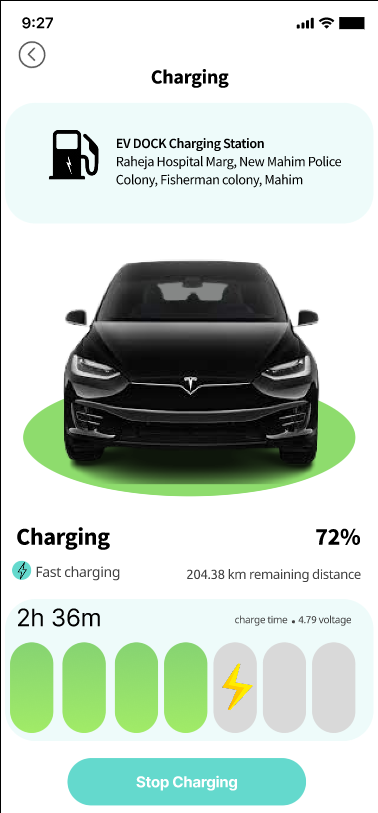 9:27
Charging
EV DOCK Charging Station
Raheja Hospital Marg, New Mahim Police
Colony, Fisherman colony, Mahim
Charging 72%
Fast charging 204.38 km remaining distance
2h 36m charge time • 4.79 voltage
Stop Charging